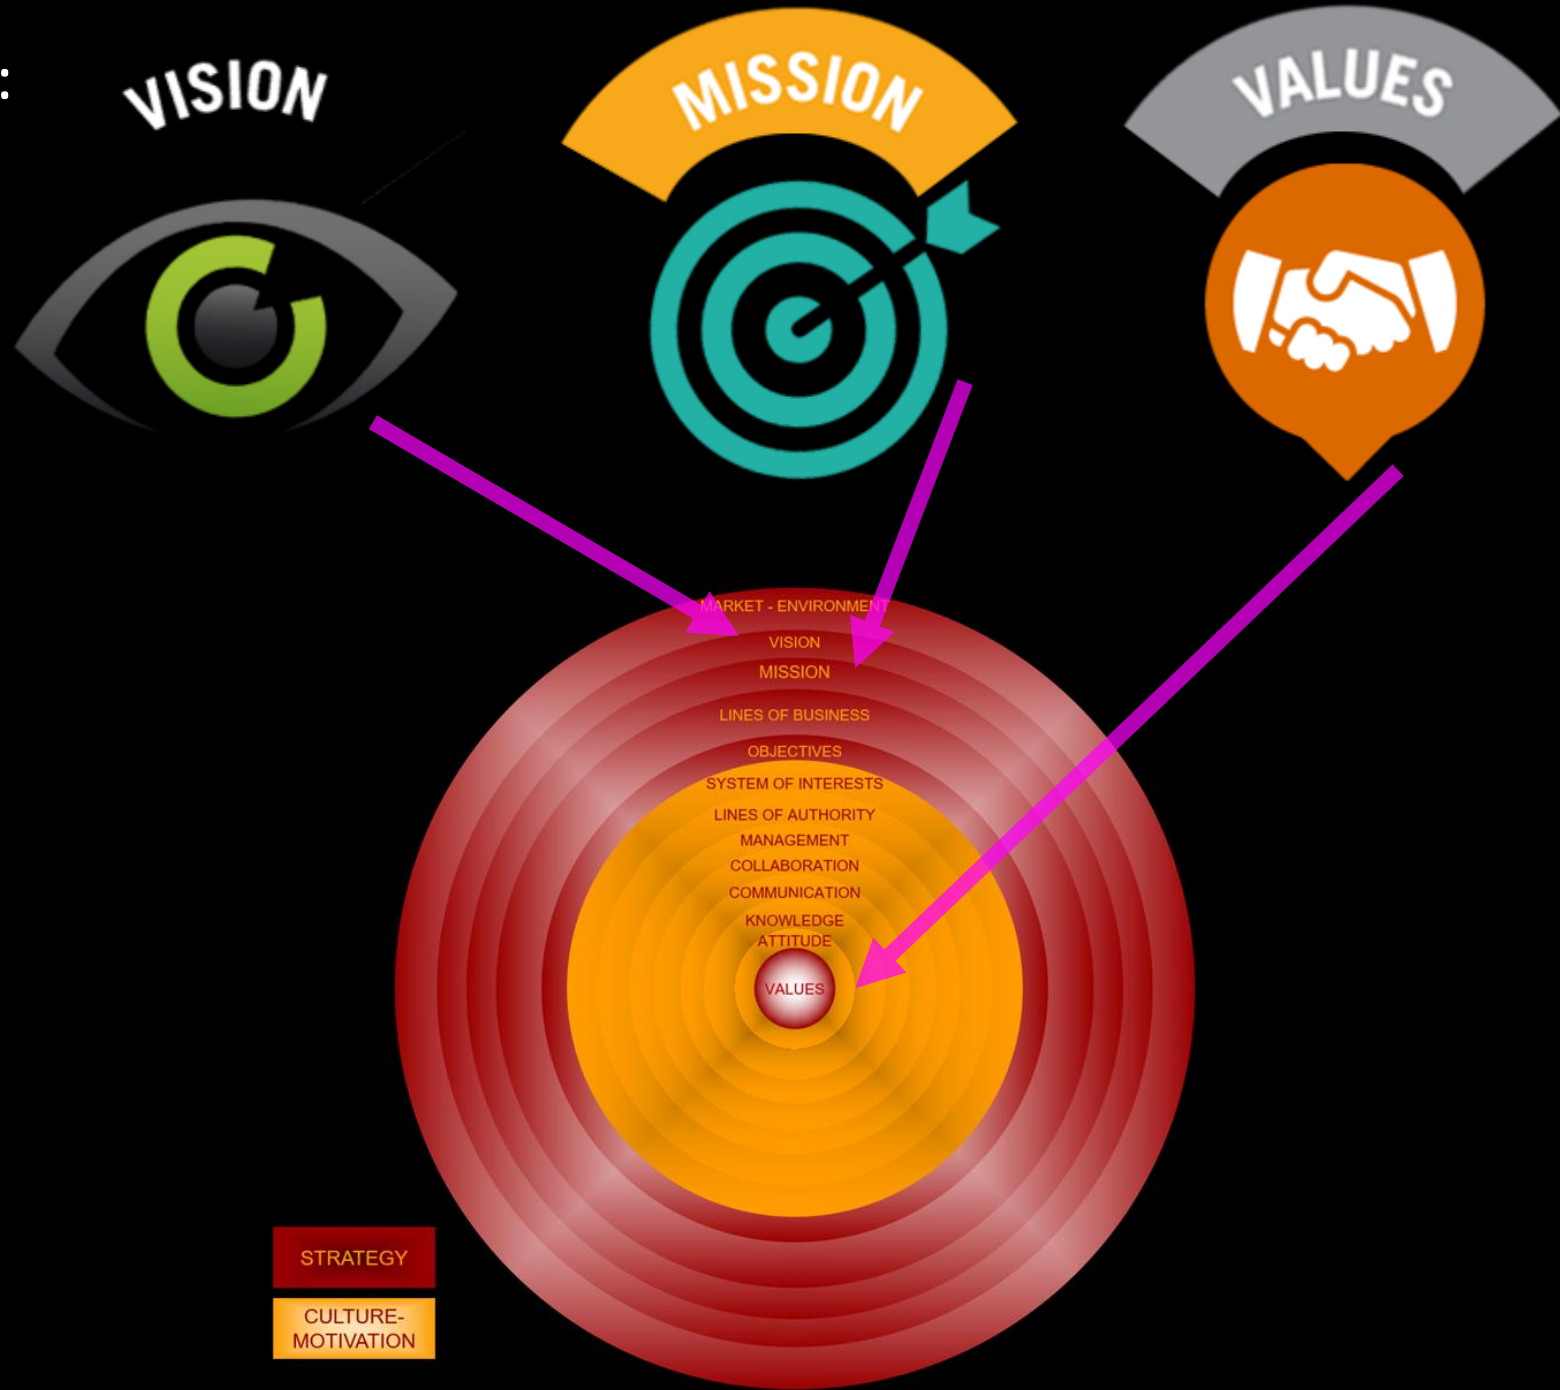 :
VISION
MISSION
VALUES
MARKET - ENVIRONMENT
VISION
MISSION
LINES OF BUSINESS
OBJECTIVES
SYSTEM OF INTERESTS
LINES OF AUTHORITY
MANAGEMENT
COLLABORATION
COMMUNICATION
KNOWLEDGE
ATTITUDE
VALUES
STRATEGY
CULTURE-
MOTIVATION